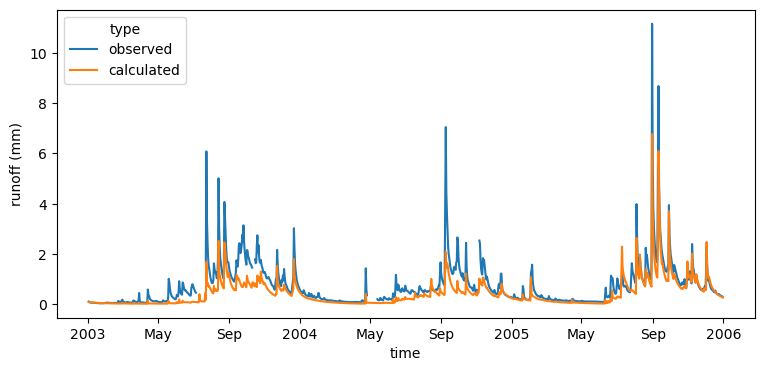 type
observed
calculated
runoff (mm)
10
8
6
4
2
0
2003
May
Sep
2004
May
Sep
2005
May
Sep
2006
time